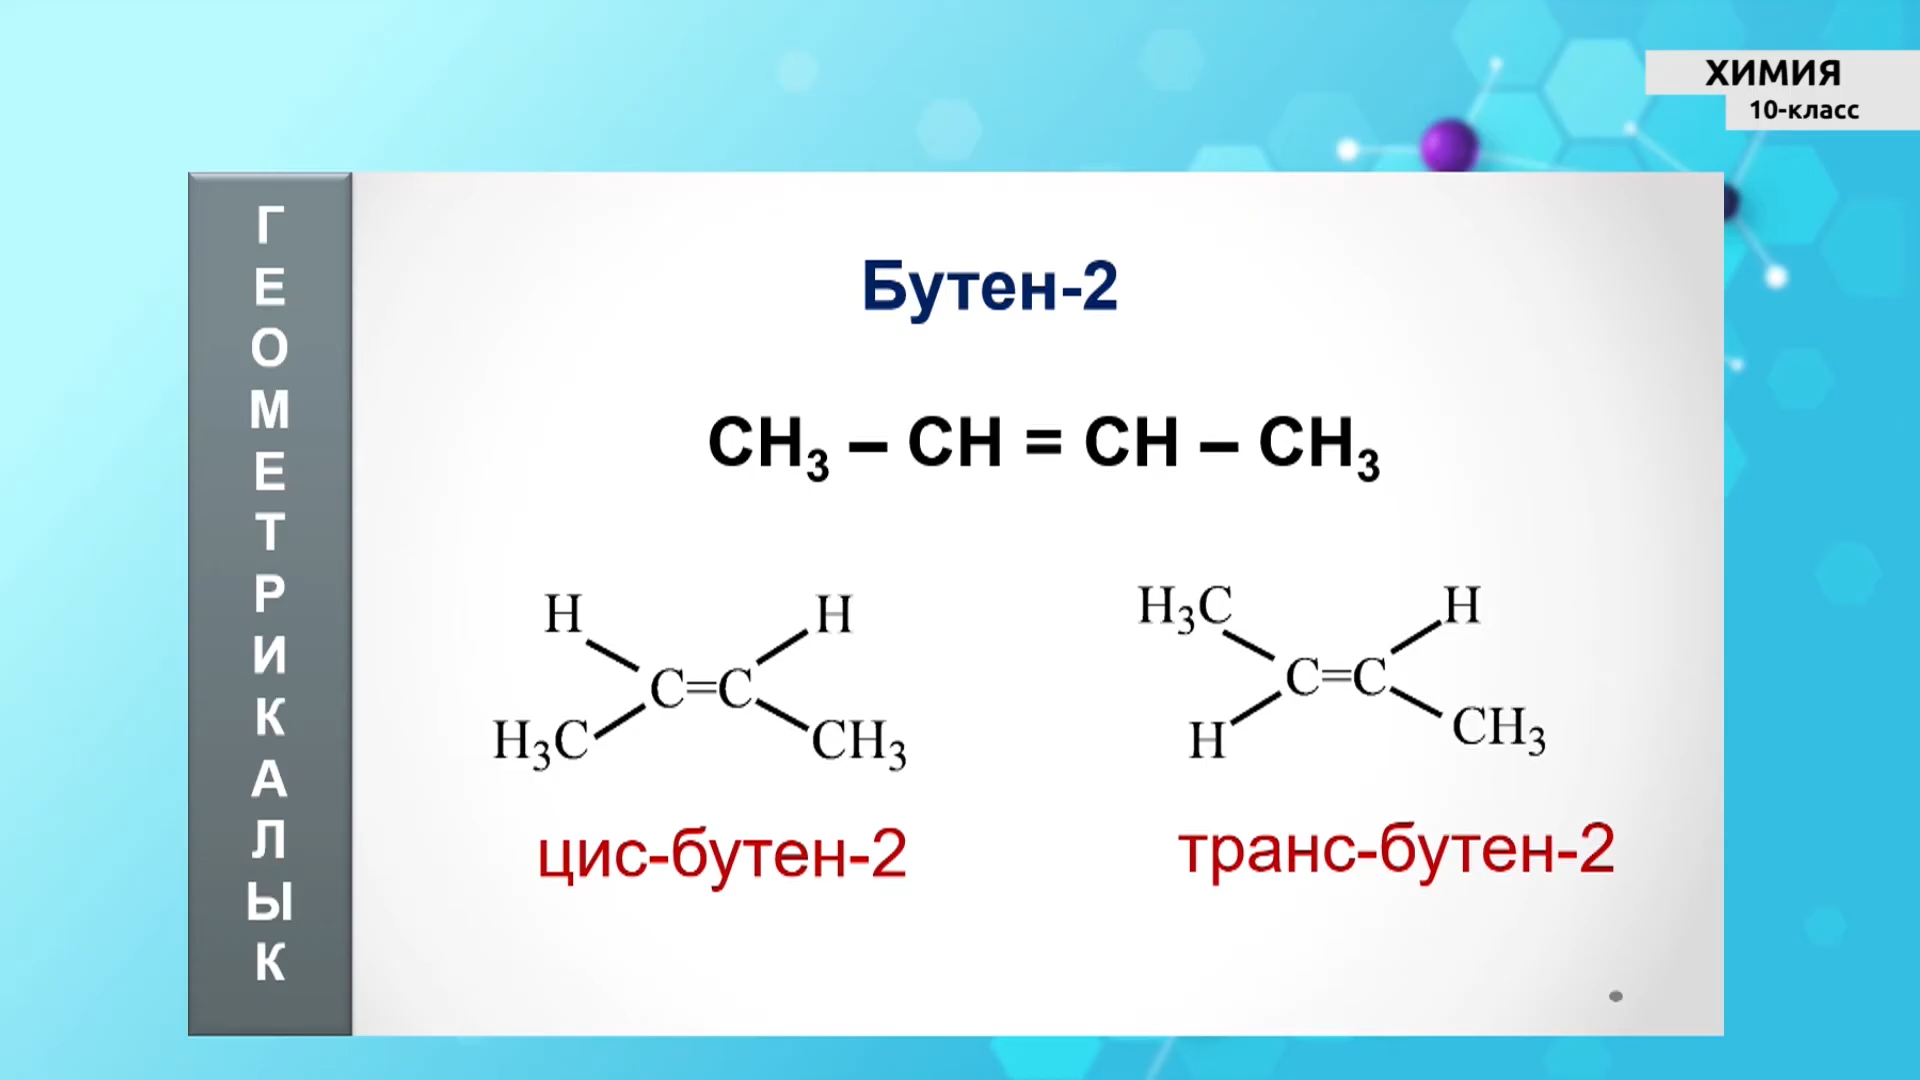 ХИМИЯ
10-класс
ГЕОМЕТРИКАЛЫК
Бутен-2
CH₃ – CH = CH – CH₃
H H
C=C
H₃C CH₃
H₃C H
C=C
H CH₃
цис-бутен-2
транс-бутен-2